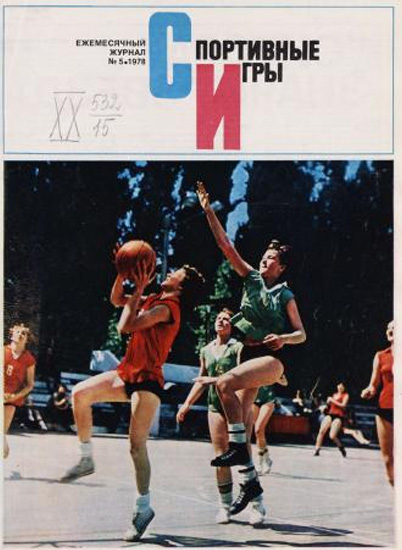 ЕЖЕМЕСЯЧНЫЙ
ЖУРНАЛ
№ 5•1978
СПОРТИВНЫЕ
ИГРЫ
XX 532
15